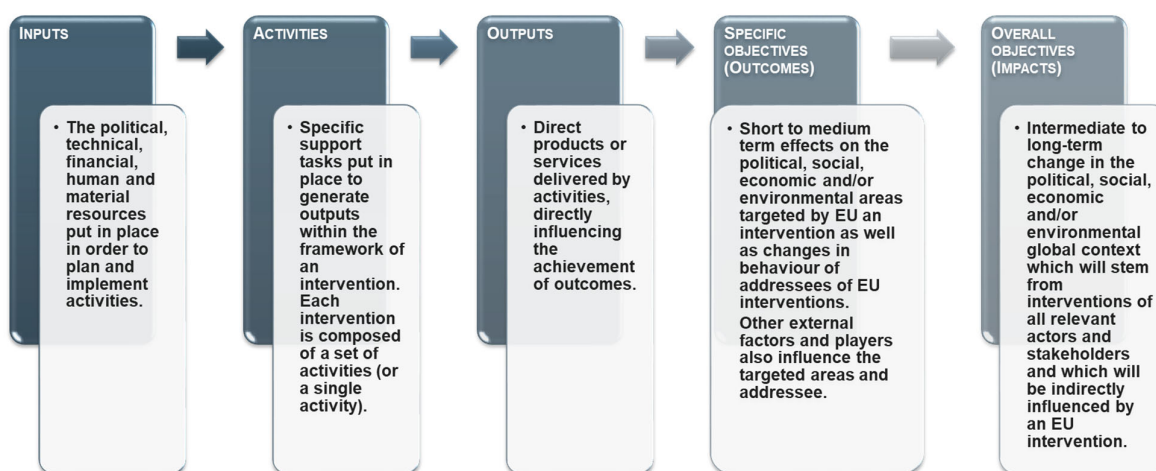 INPUTS
• The political,
technical,
financial,
human and
material
resources
put in place
in order to
plan and
implement
activities.
ACTIVITIES
• Specific
support
tasks put in
place to
generate
outputs
within the
framework of
an
intervention.
Each
intervention
is composed
of a set of
activities (or
a single
activity).
OUTPUTS
• Direct
products or
services
delivered by
activities,
directly
influencing
the
achievement
of outcomes.
SPECIFIC
OBJECTIVES
(OUTCOMES)
• Short to medium
term effects on the
political, social,
economic and/or
environmental areas
targeted by EU an
intervention as well
as changes in
behaviour of
addressees of EU
interventions.
Other external
factors and players
also influence the
targeted areas and
addressee.
OVERALL
OBJECTIVES
(IMPACTS)
• Intermediate to
long-term
change in the
political, social,
economic
and/or
environmental
global context
which will stem
from
interventions of
all relevant
actors and
stakeholders
and which will
be indirectly
influenced by
an EU
intervention.